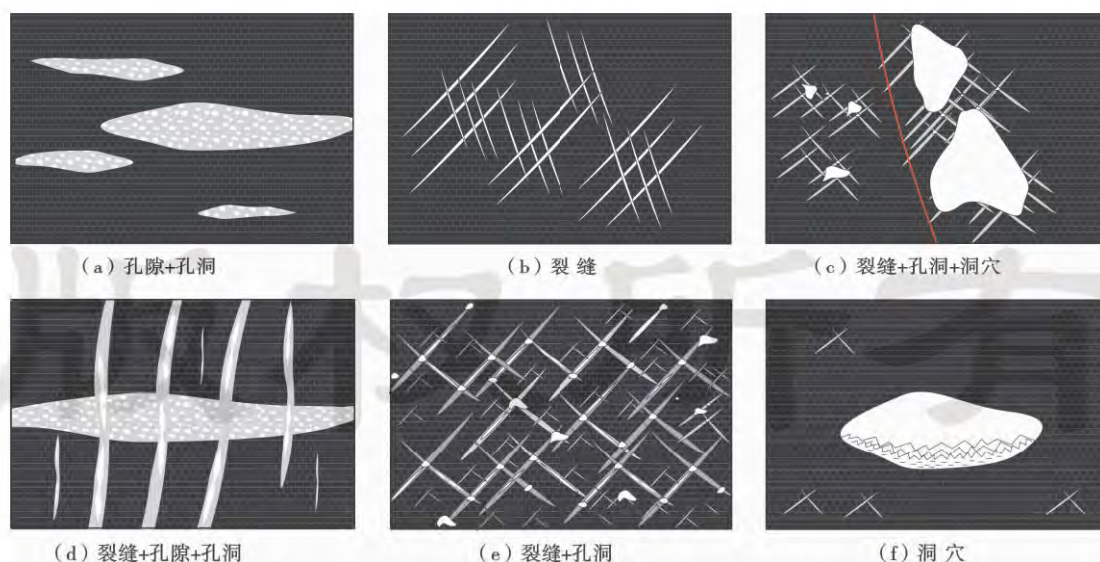 (a) 孔隙+孔洞
(b) 裂 缝
(c) 裂缝+孔洞+洞穴
(d) 裂缝+孔隙+孔洞
(e) 裂缝+孔洞
(f) 洞 穴